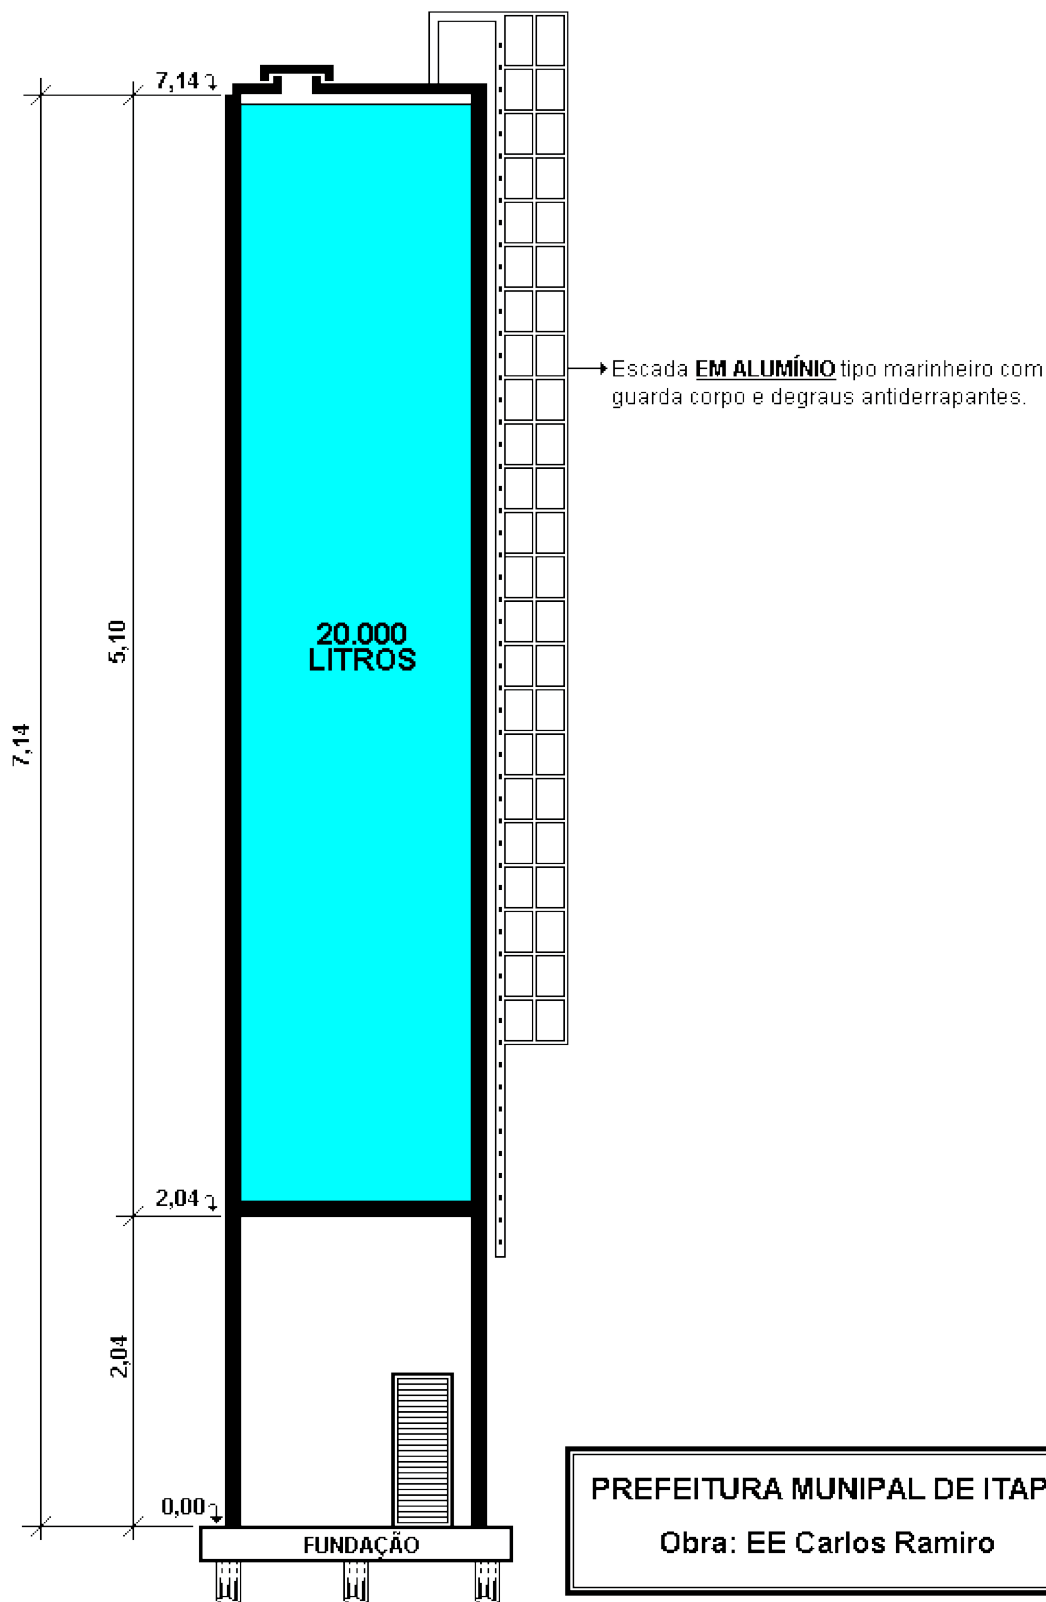 7,14
Escada EM ALUMÍNIO tipo marinheiro com
guarda corpo e degraus antiderrapantes.
20.000
LITROS
5,10
7,14
2,04
2,04
0,00
FUNDAÇÃO
PREFEITURA MUNIPAL DE ITAP
Obra: EE Carlos Ramiro